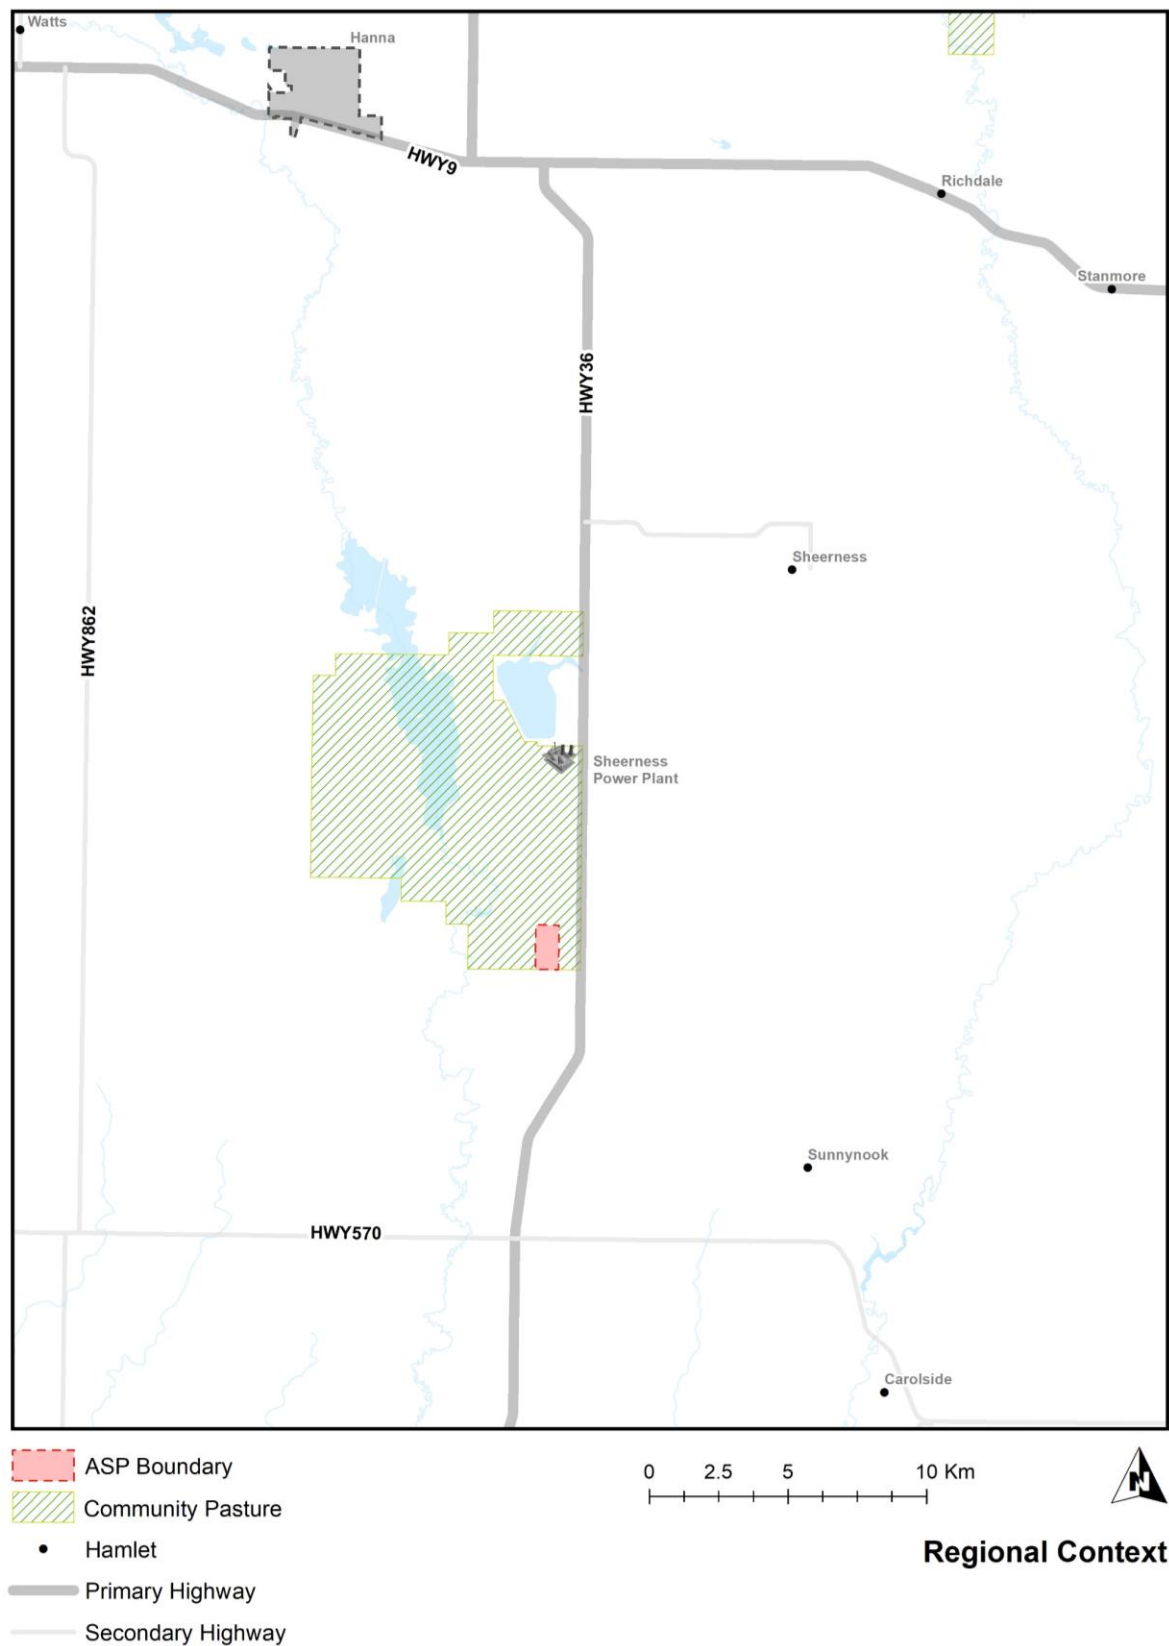 Watts
Hanna
HWY9
Richdale
Stanmore
HWY36
Sheerness
HWY862
Sheerness
Power Plant
Sunnynook
HWY570
Carolside
ASP Boundary
0 2.5 5 10 Km
N
Community Pasture
Hamlet
Regional Context
Primary Highway
Secondary Highway